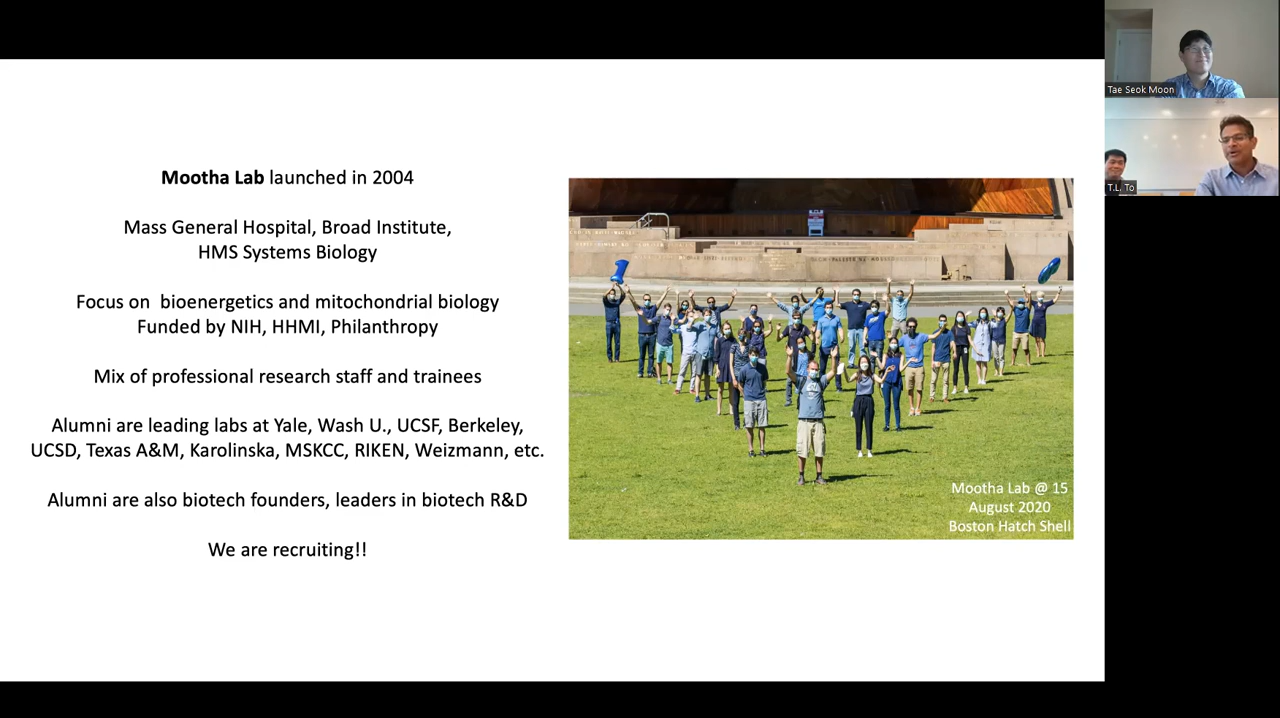 Mootha Lab launched in 2004
Mass General Hospital, Broad Institute,
HMS Systems Biology
Focus on  bioenergetics and mitochondrial biology
Funded by NIH, HHMI, Philanthropy
Mix of professional research staff and trainees
Alumni are leading labs at Yale, Wash U., UCSF, Berkeley,
UCSD, Texas A&M, Karolinska, MSKCC, RIKEN, Weizmann, etc.
Alumni are also biotech founders, leaders in biotech R&D
We are recruiting!!
Mootha Lab @ 15
August 2020
Boston Hatch Shell
Tae Seok Moon
T.L. To